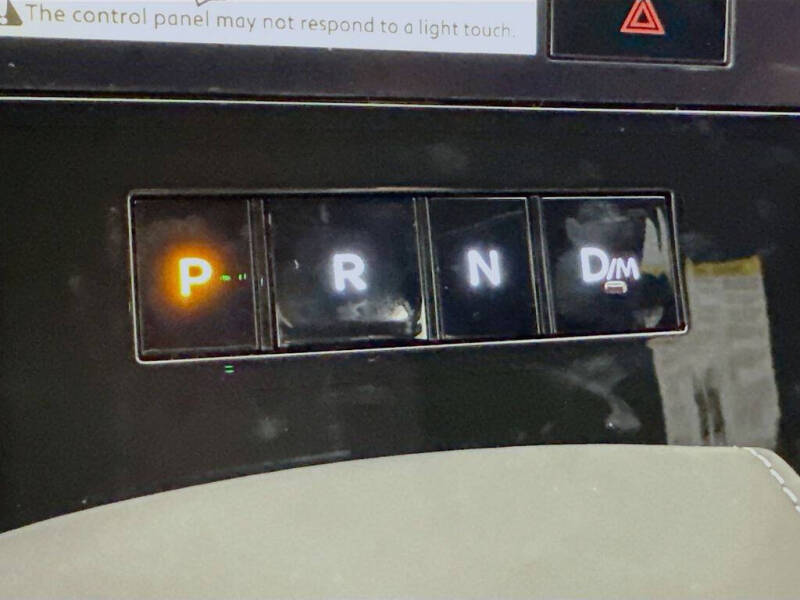 The control panel may not respond to a light touch.
P R N D/M